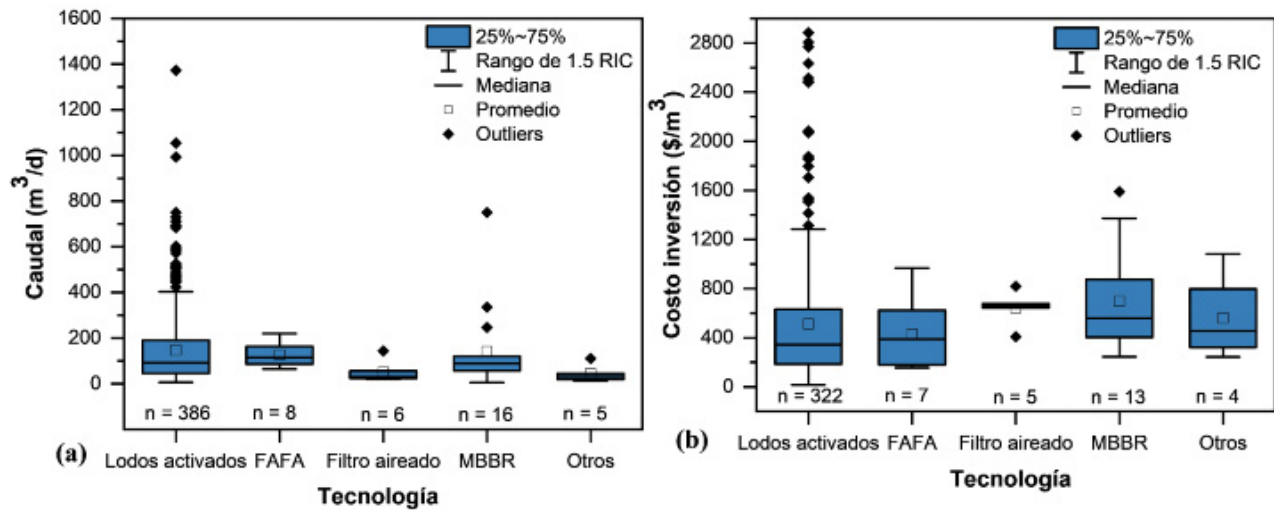 1600
1400
1200
1000
800
600
400
200
0
Caudal (m³/d)
25%~75%
Rango de 1.5 RIC
Mediana
Promedio
Outliers
n = 386
n = 8
n = 6
n = 16
n = 5
(a)
Lodos activados
FAFA
Filtro aireado
MBBR
Otros
Tecnología
2800
2400
2000
1600
1200
800
400
0
Costo inversión ($/m³)
25%~75%
Rango de 1.5 RIC
Mediana
Promedio
Outliers
n = 322
n = 7
n = 5
n = 13
n = 4
(b)
Lodos activados
FAFA
Filtro aireado
MBBR
Otros
Tecnología